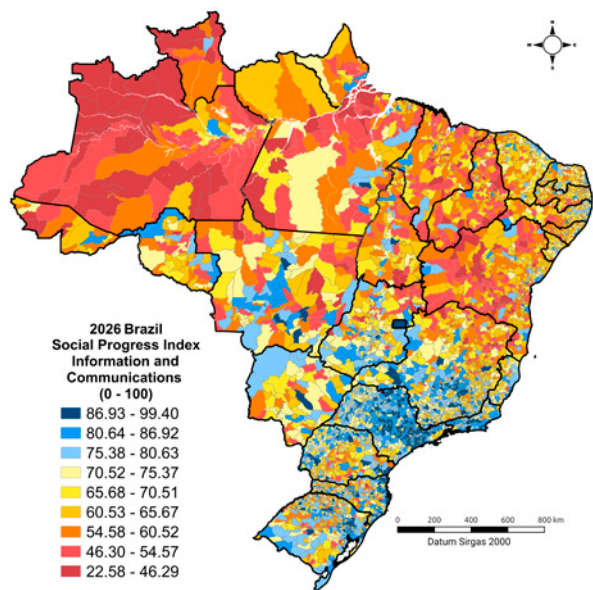 N
W
E
S
2026 Brazil
Social Progress Index
Information and
Communications
(0 - 100)
86.93 - 99.40
80.64 - 86.92
75.38 - 80.63
70.52 - 75.37
65.68 - 70.51
60.53 - 65.67
54.58 - 60.52
46.30 - 54.57
22.58 - 46.29
0 200 400 600 800 km
Datum Sirgas 2000